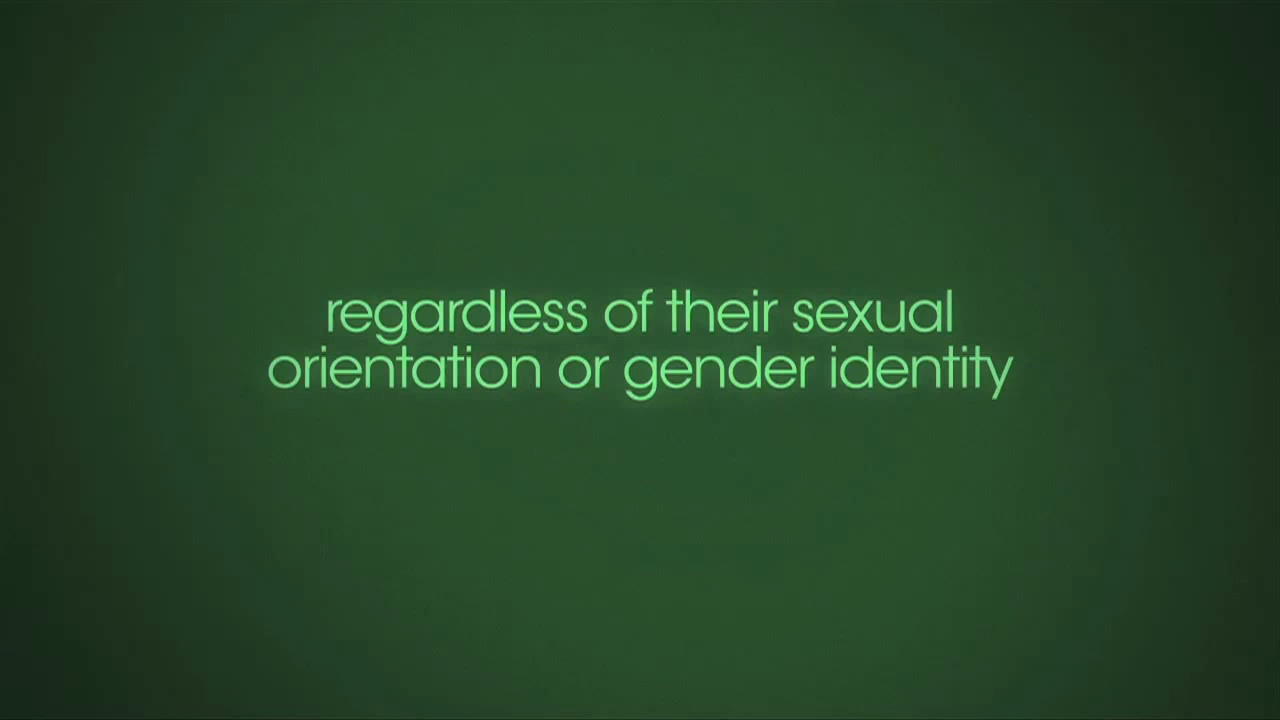 regardless of their sexual
orientation or gender identity